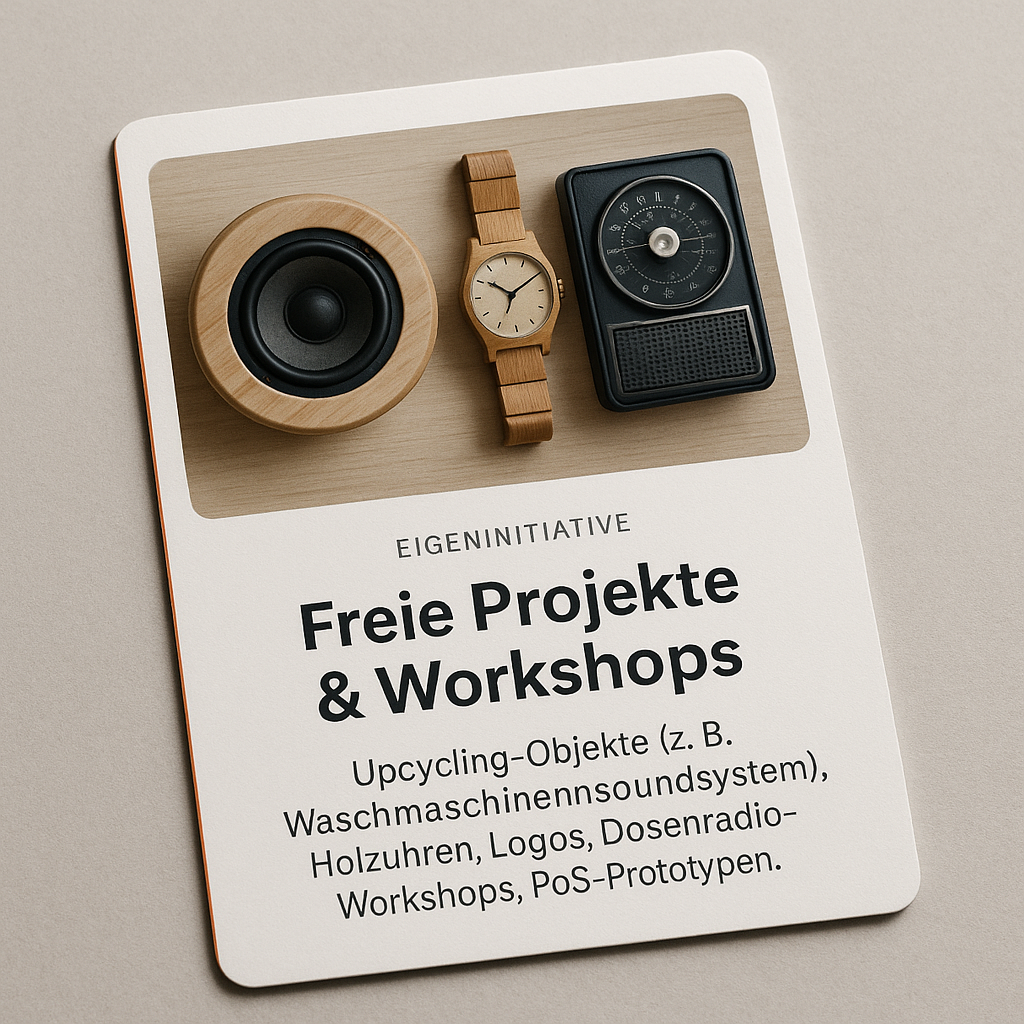 EIGENINITIATIVE
Freie Projekte
& Workshops
Upcycling-Objekte (z. B.
Waschmaschinennsoundsystem),
Holzuhren, Logos, Dosenradio-
Workshops, PoS-Prototypen.